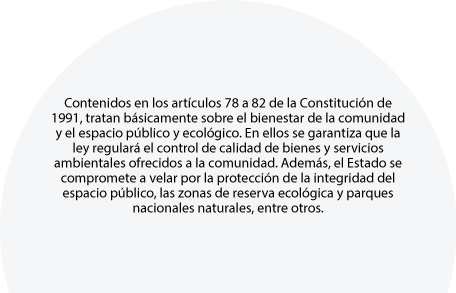 Contenidos en los artículos 78 a 82 de la Constitución de
1991, tratan básicamente sobre el bienestar de la comunidad
y el espacio público y ecológico. En ellos se garantiza que la
ley regulará el control de calidad de bienes y servicios
ambientales ofrecidos a la comunidad. Además, el Estado se
compromete a velar por la protección de la integridad del
espacio público, las zonas de reserva ecológica y parques
nacionales naturales, entre otros.